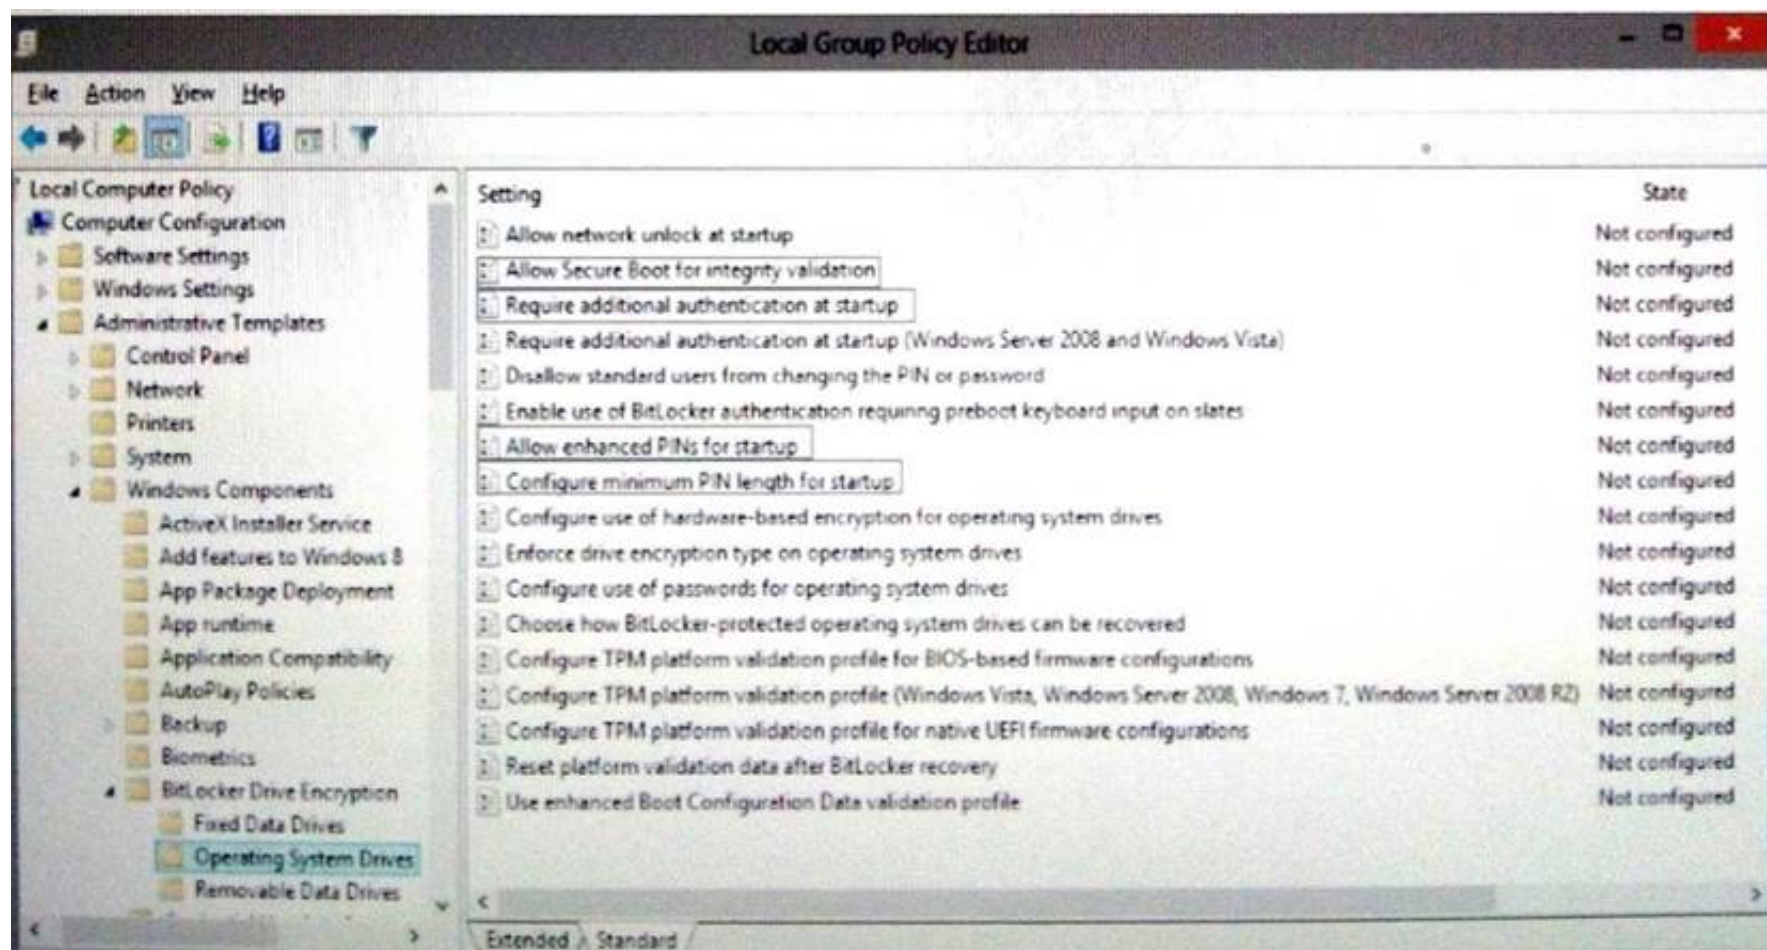 Local Group Policy Editor
File Action View Help
Local Computer Policy
Computer Configuration
Software Settings
Windows Settings
Administrative Templates
Control Panel
Network
Printers
System
Windows Components
ActiveX Installer Service
Add features to Windows 8
App Package Deployment
App runtime
Application Compatibility
AutoPlay Policies
Backup
Biometrics
BitLocker Drive Encryption
Fixed Data Drives
Operating System Drives
Removable Data Drives
Setting State
Allow network unlock at startup Not configured
Allow Secure Boot for integrity validation Not configured
Require additional authentication at startup Not configured
Require additional authentication at startup (Windows Server 2008 and Windows Vista) Not configured
Disallow standard users from changing the PIN or password Not configured
Enable use of BitLocker authentication requiring preboot keyboard input on slates Not configured
Allow enhanced PINs for startup Not configured
Configure minimum PIN length for startup Not configured
Configure use of hardware-based encryption for operating system drives Not configured
Enforce drive encryption type on operating system drives Not configured
Configure use of passwords for operating system drives Not configured
Choose how BitLocker-protected operating system drives can be recovered Not configured
Configure TPM platform validation profile for BIOS-based firmware configurations Not configured
Configure TPM platform validation profile (Windows Vista, Windows Server 2008, Windows 7, Windows Server 2008 R2) Not configured
Configure TPM platform validation profile for native UEFI firmware configurations Not configured
Reset platform validation data after BitLocker recovery Not configured
Use enhanced Boot Configuration Data validation profile Not configured
Extended Standard